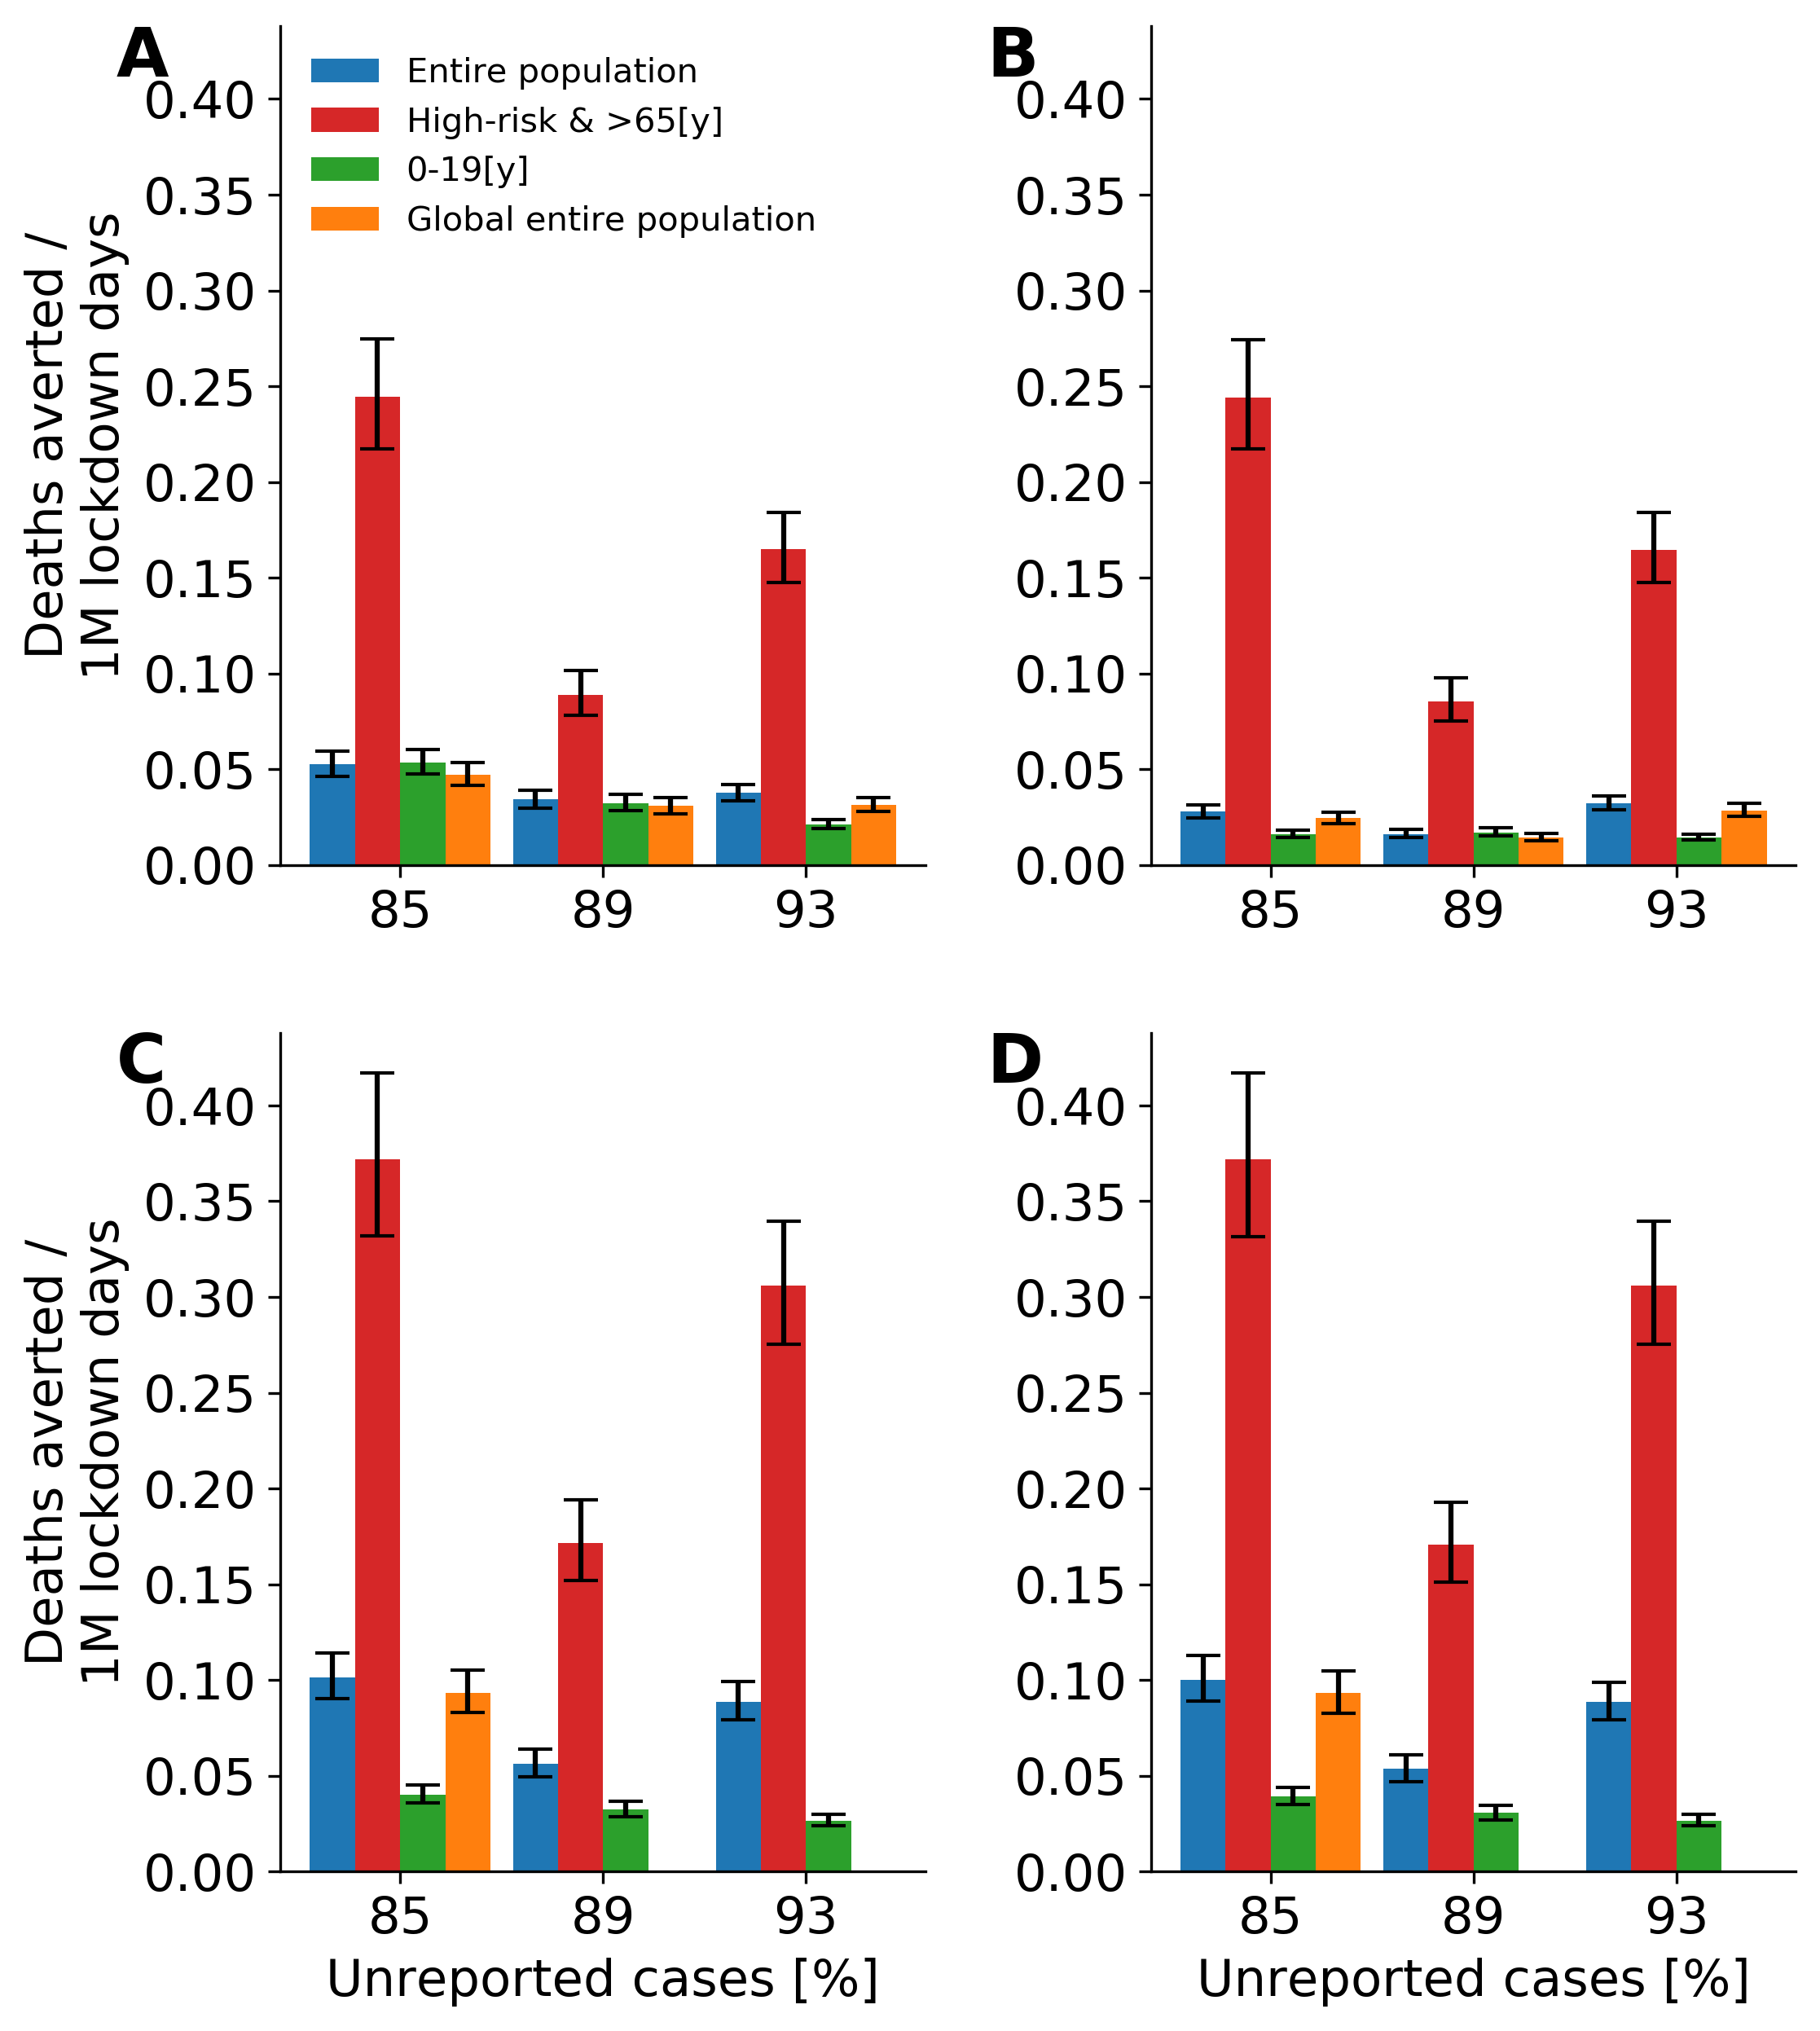 A
Entire population
High-risk & >65[y]
0-19[y]
Global entire population
Deaths averted /
1M lockdown days
0.40
0.35
0.30
0.25
0.20
0.15
0.10
0.05
0.00
85 89 93
B
0.40
0.35
0.30
0.25
0.20
0.15
0.10
0.05
0.00
85 89 93
C
Deaths averted /
1M lockdown days
0.40
0.35
0.30
0.25
0.20
0.15
0.10
0.05
0.00
85 89 93
Unreported cases [%]
D
0.40
0.35
0.30
0.25
0.20
0.15
0.10
0.05
0.00
85 89 93
Unreported cases [%]